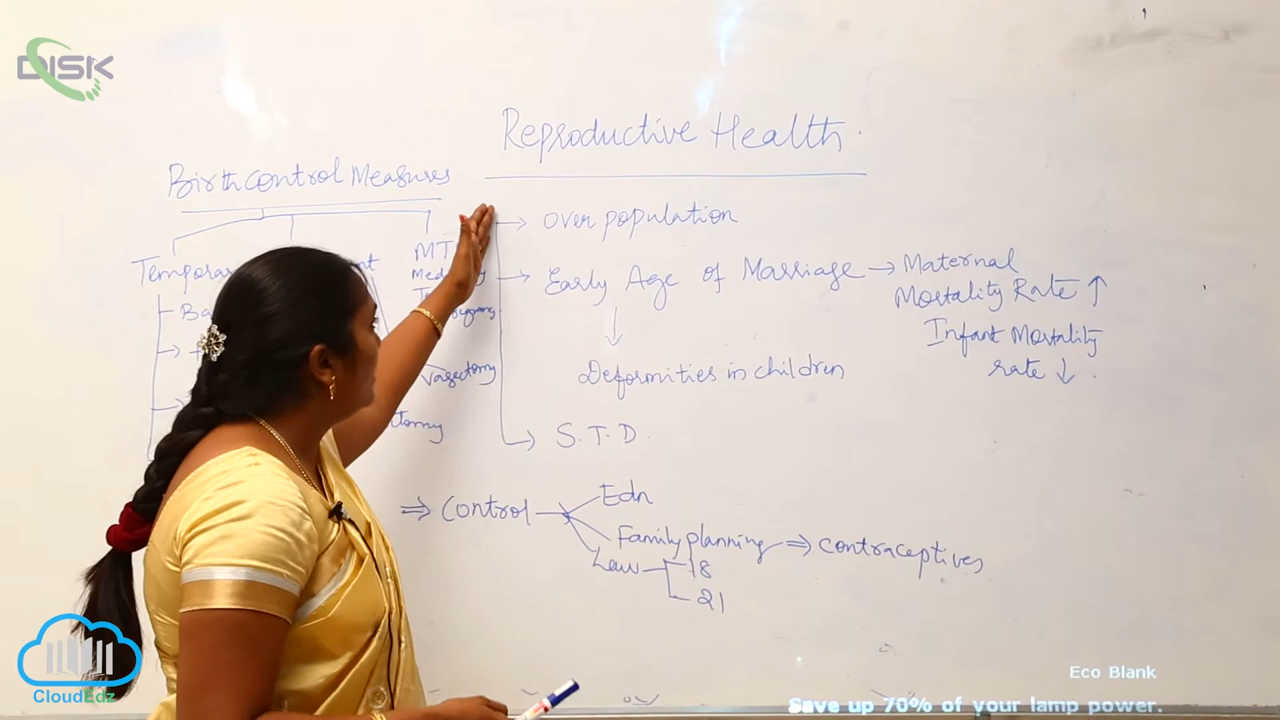 DISK
Reproductive Health
Birth control Measures
over population
Early Age of Marriage → Maternal
Mortality Rate ↑
Infant Mortality
rate ↓
Deformities in children
S.T.D.
vasectomy
⇒ Control
Edn
Family planning ⇒ contraceptives
Law
18
21
CloudEdz
Eco Blank
Save up 70% of your lamp power.